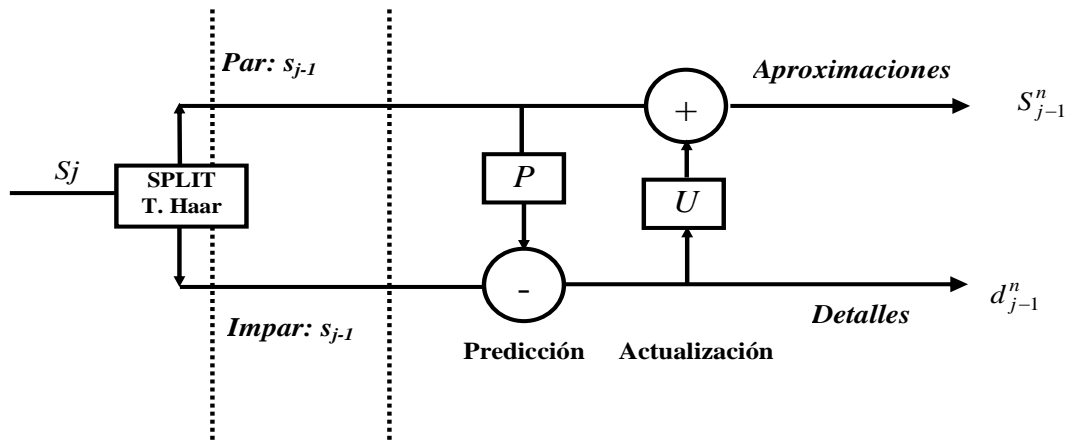 Par: s_{j-1}
Aproximaciones
S^n_{j-1}
+
Sj
SPLIT
T. Haar
P
U
-
d^n_{j-1}
Impar: s_{j-1}
Detalles
Predicción
Actualización